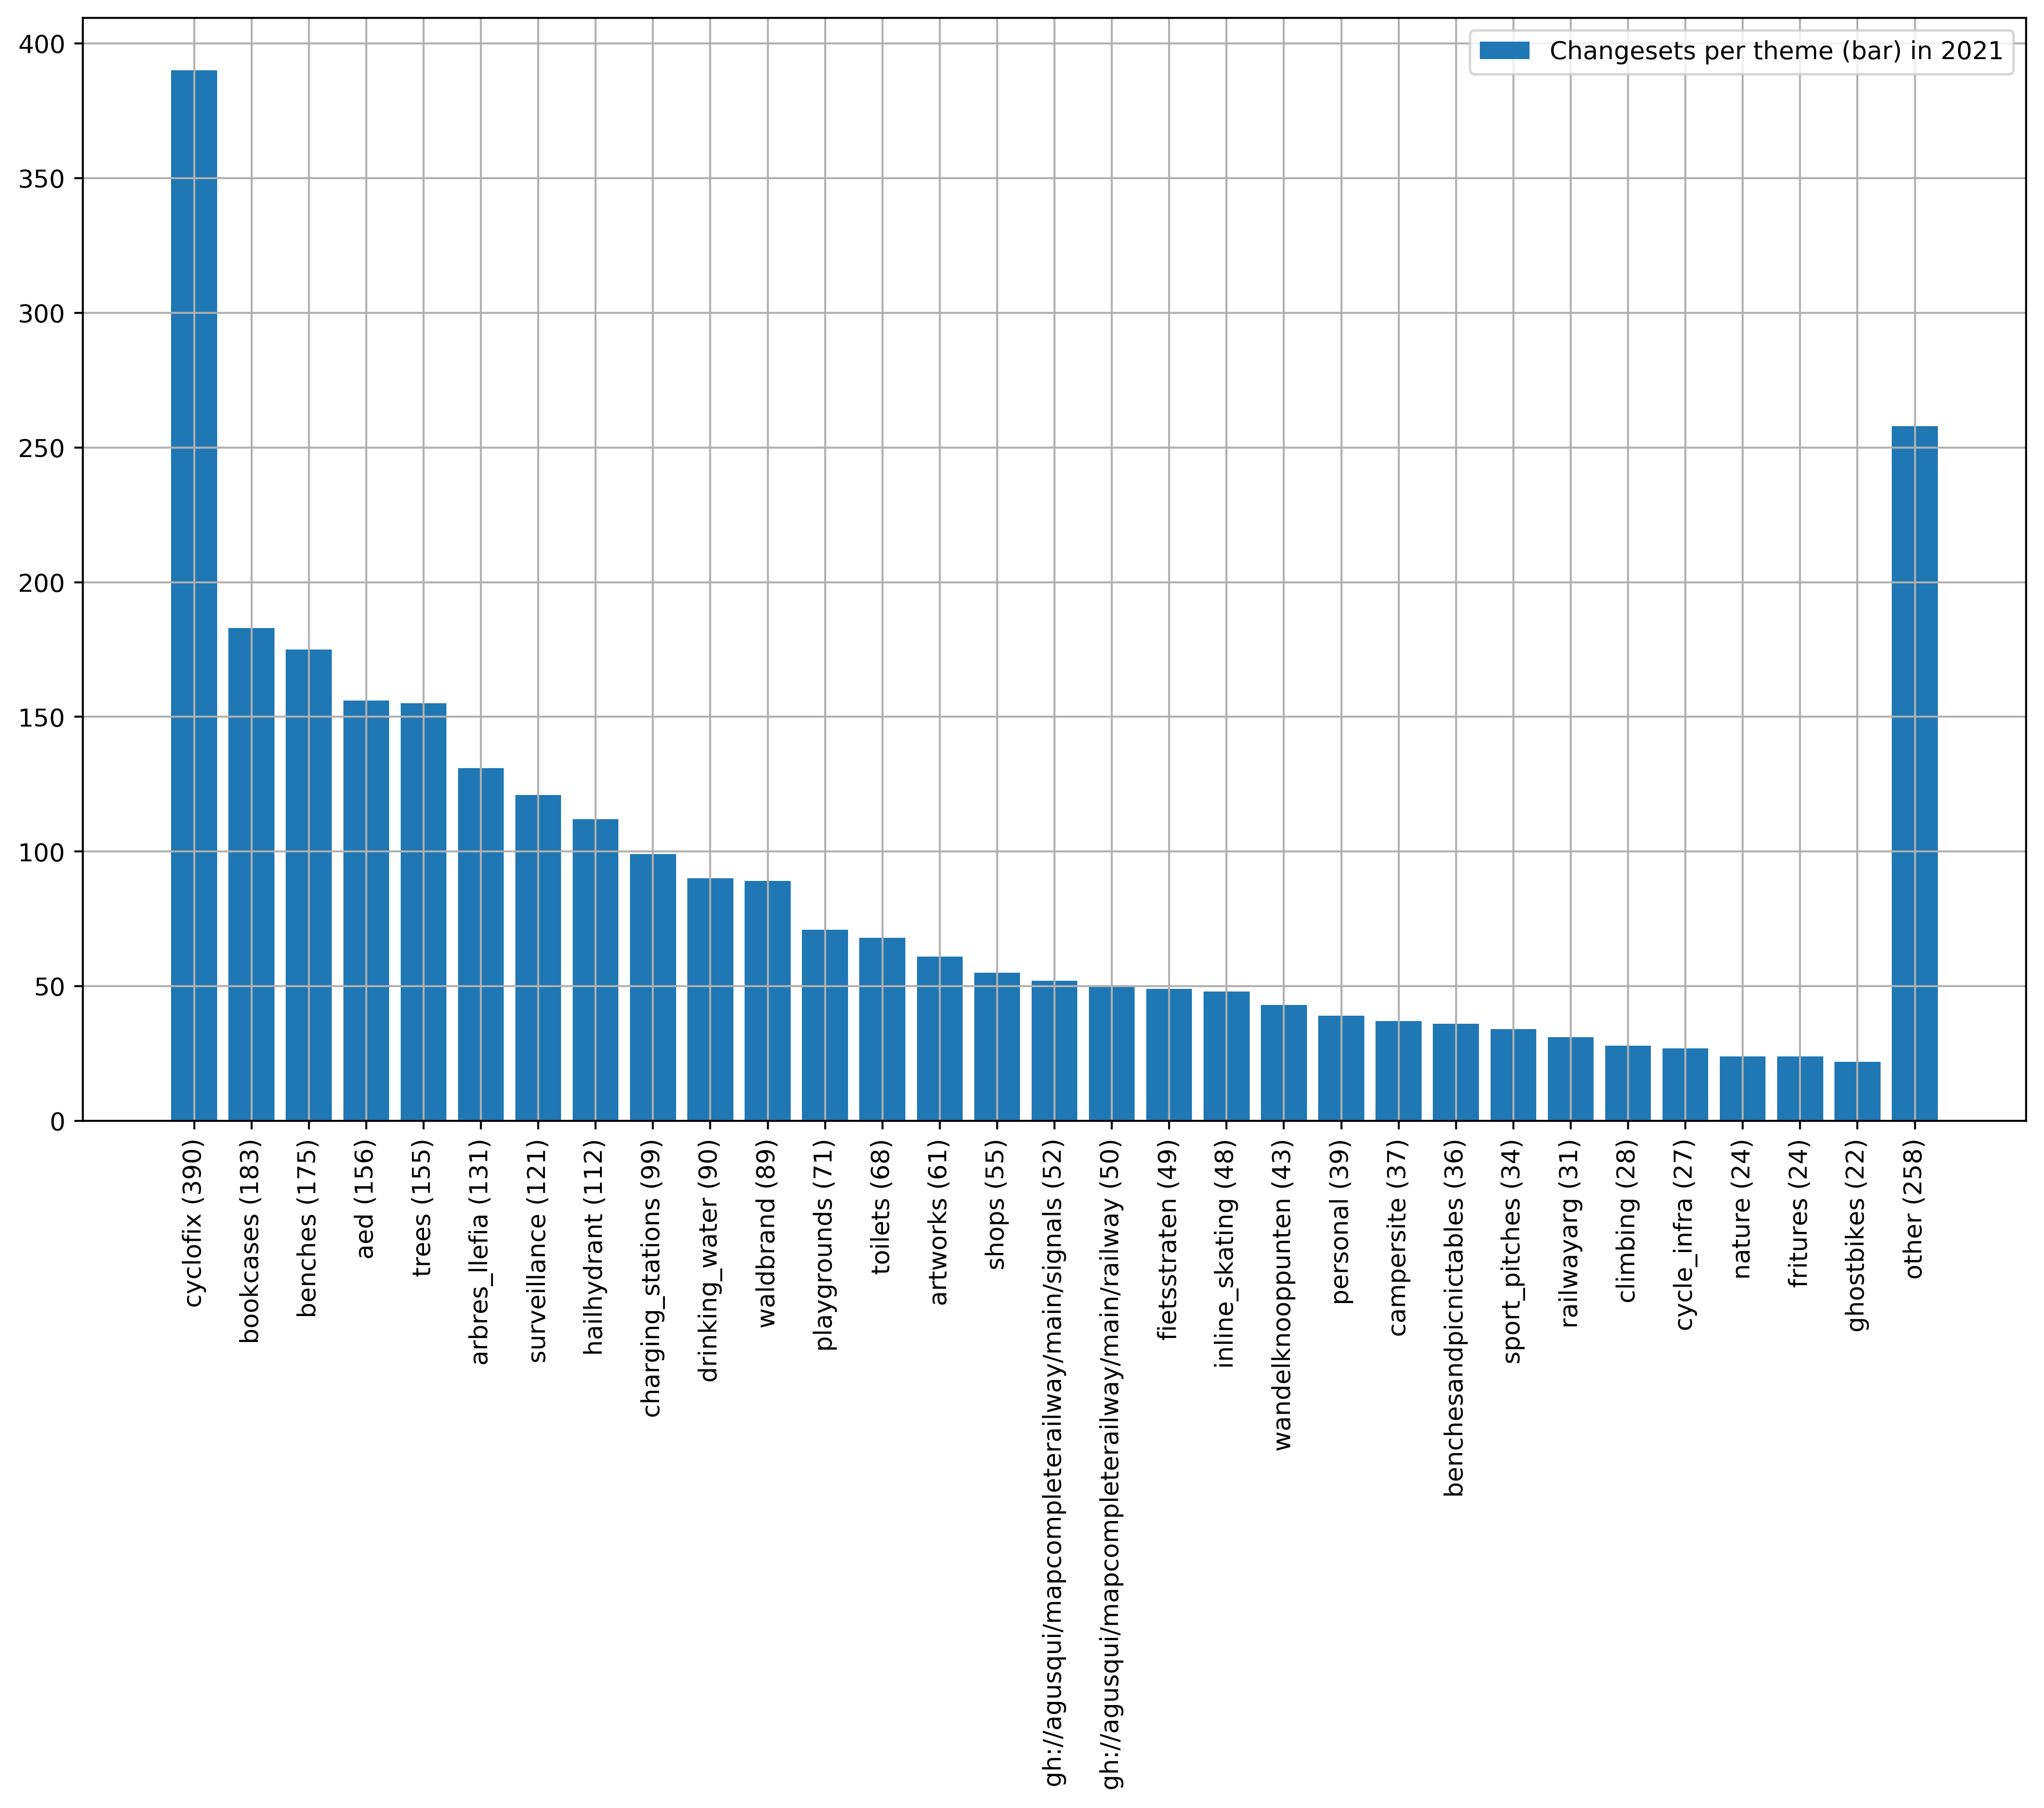 Changesets per theme (bar) in 2021
400
350
300
250
200
150
100
50
0
cyclofix (390)
bookcases (183)
benches (175)
aed (156)
trees (155)
arbres_llefia (131)
surveillance (121)
hailhydrant (112)
charging_stations (99)
drinking_water (90)
waldbrand (89)
playgrounds (71)
toilets (68)
artworks (61)
shops (55)
gh://agusqui/mapcompleterailway/main/signals (52)
gh://agusqui/mapcompleterailway/main/railway (50)
fietsstraten (49)
inline_skating (48)
wandelknooppunten (43)
personal (39)
campersite (37)
benchesandpicnictables (36)
sport_pitches (34)
railwayarg (31)
climbing (28)
cycle_infra (27)
nature (24)
fritures (24)
ghostbikes (22)
other (258)